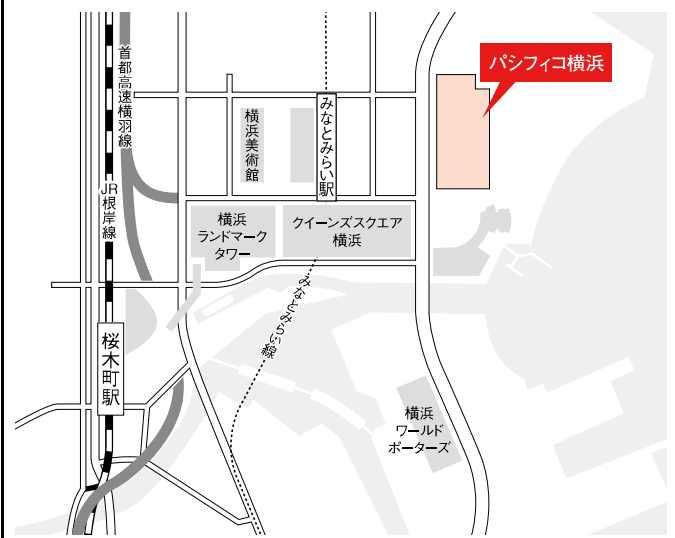 パシフィコ横浜
首都高速横羽線
横浜美術館
みなとみらい駅
JR根岸線
横浜
ランドマーク
タワー
クイーンズスクエア
横浜
みなとみらい線
桜木町駅
横浜
ワールド
ポーターズ